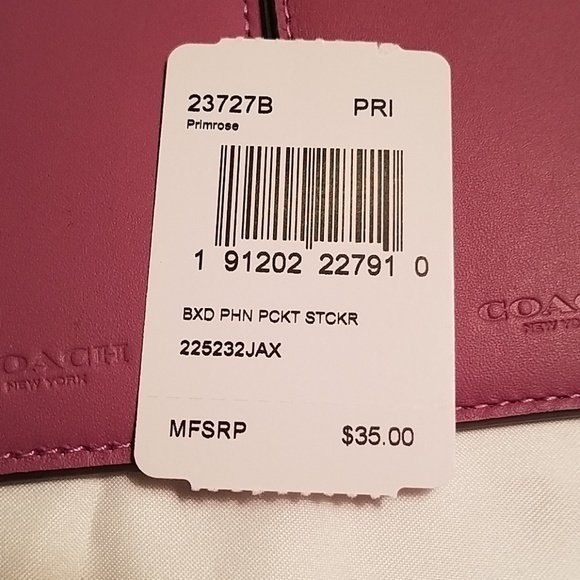 23727B PRI
Primrose
1 91202 22791 0
BXD PHN PCKT STCKR
225232JAX
MFSRP $35.00
COACH
NEW YORK
COAC
NEW YORK